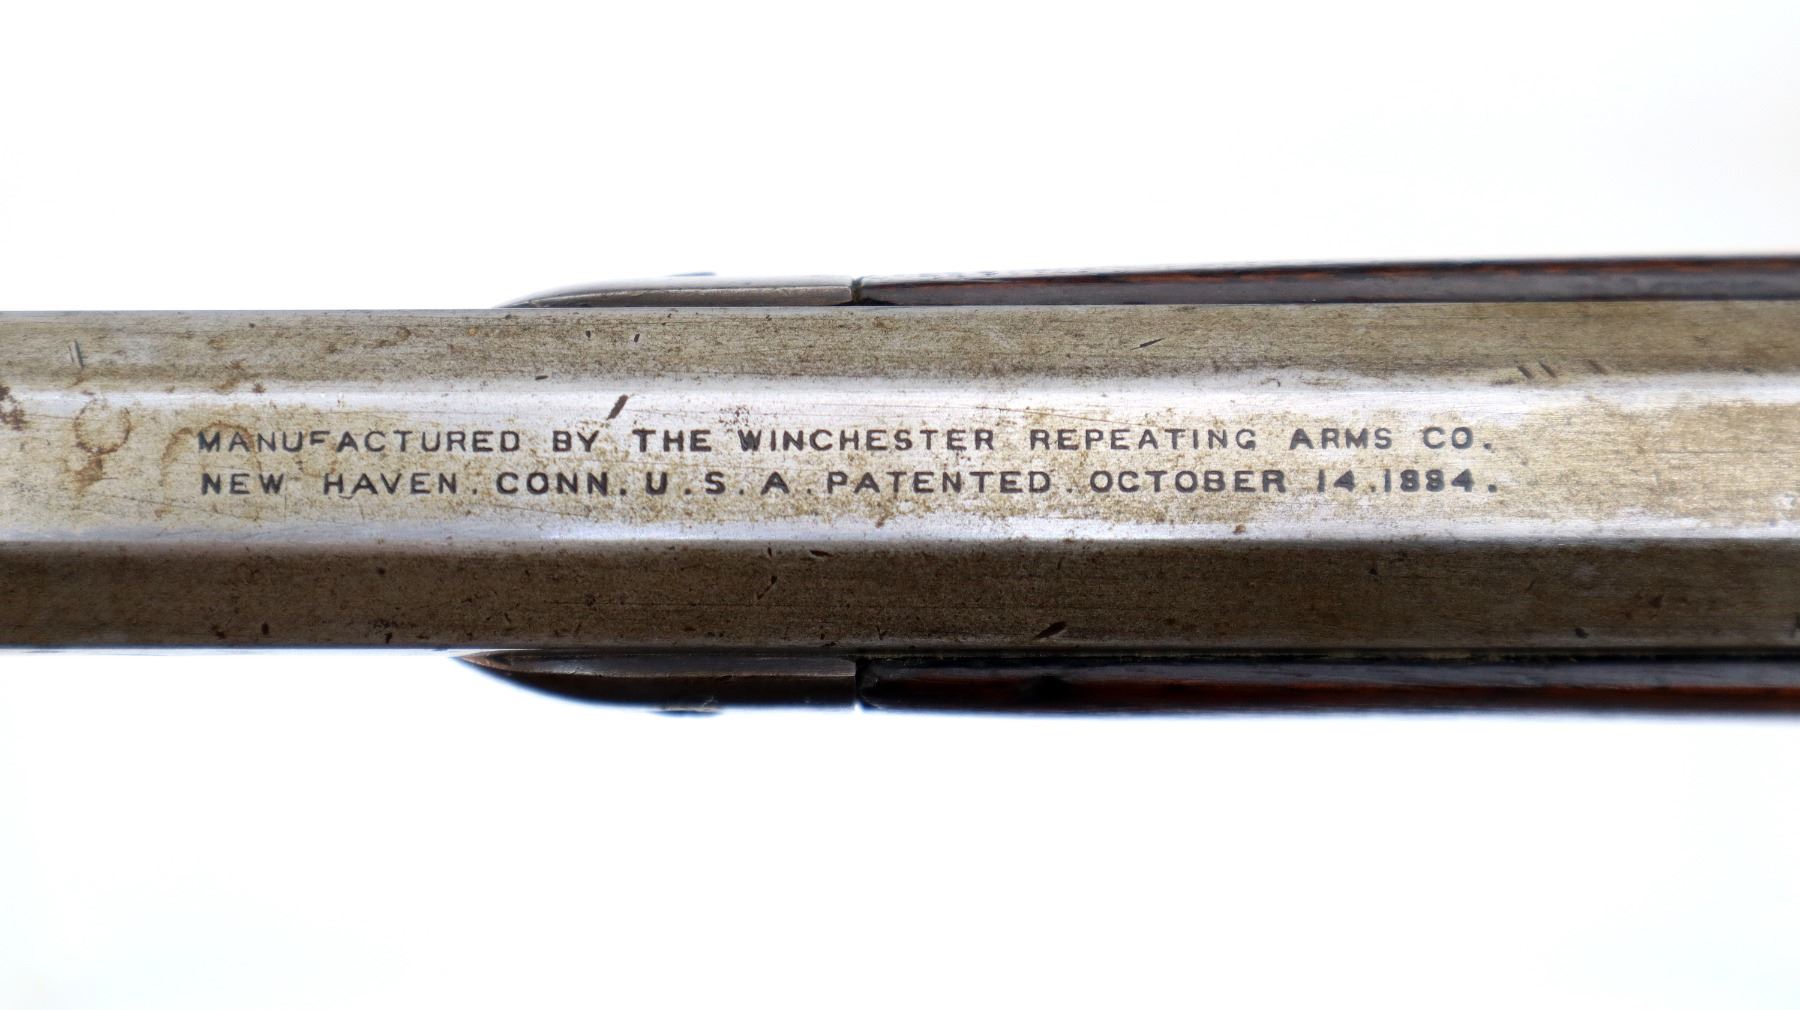 MANUFACTURED BY THE WINCHESTER REPEATING ARMS CO.
NEW HAVEN. CONN. U.S.A. PATENTED. OCTOBER 14.1884.